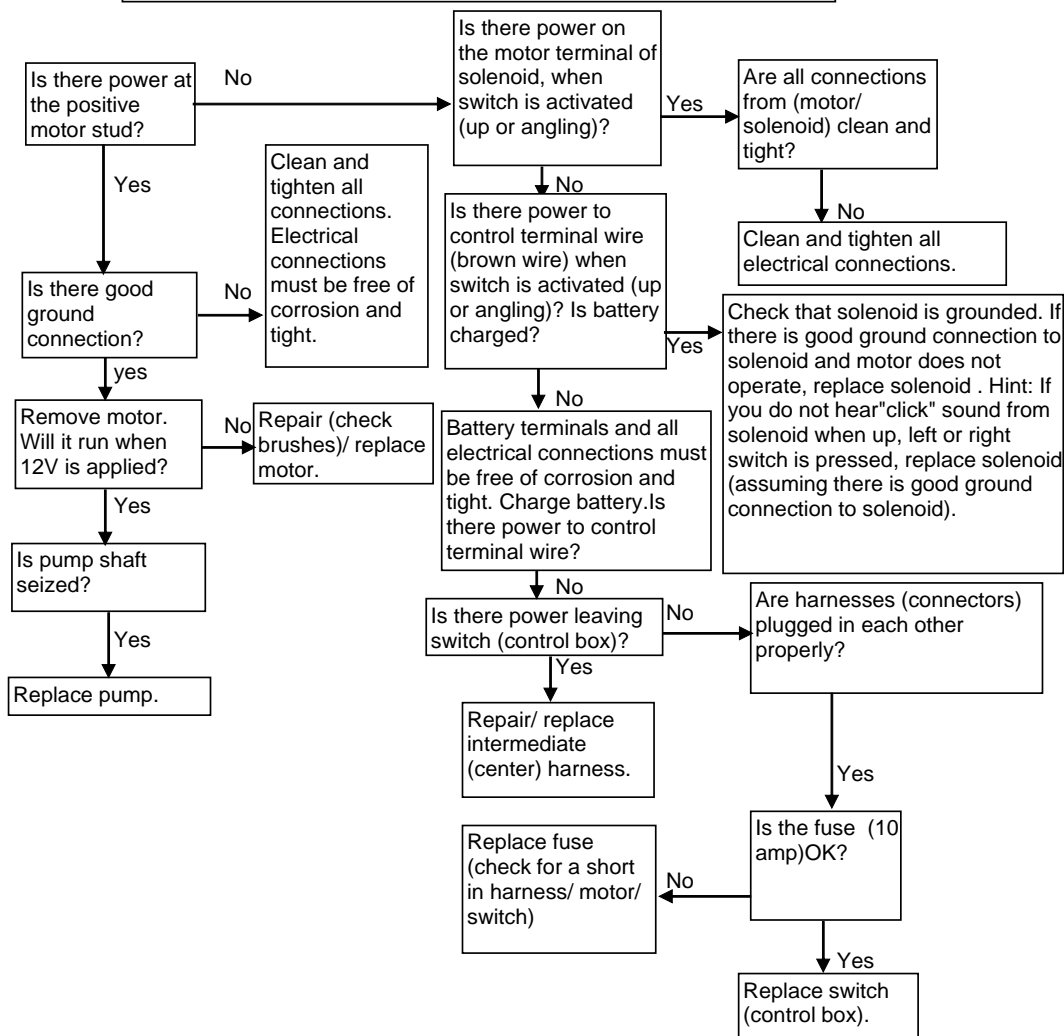 Is there power at
the positive
motor stud?
No
Is there power on
the motor terminal of
solenoid, when
switch is activated
(up or angling)?
Yes
Are all connections
from (motor/
solenoid) clean and
tight?
No
Clean and tighten all
electrical connections.
Yes
Is there good
ground
connection?
No
Clean and
tighten all
connections.
Electrical
connections
must be free of
corrosion and
tight.
No
Is there power to
control terminal wire
(brown wire) when
switch is activated (up
or angling)? Is battery
charged?
Yes
Check that solenoid is grounded. If
there is good ground connection to
solenoid and motor does not
operate, replace solenoid . Hint: If
you do not hear"click" sound from
solenoid when up, left or right
switch is pressed, replace solenoid
(assuming there is good ground
connection to solenoid).
yes
Remove motor.
Will it run when
12V is applied?
No
Repair (check
brushes)/ replace
motor.
No
Battery terminals and all
electrical connections must
be free of corrosion and
tight. Charge battery.Is
there power to control
terminal wire?
Yes
Is pump shaft
seized?
Yes
Replace pump.
No
Is there power leaving
switch (control box)?
No
Are harnesses (connectors)
plugged in each other
properly?
Yes
Repair/ replace
intermediate
(center) harness.
Yes
Is the fuse  (10
amp)OK?
No
Replace fuse
(check for a short
in harness/ motor/
switch)
Yes
Replace switch
(control box).